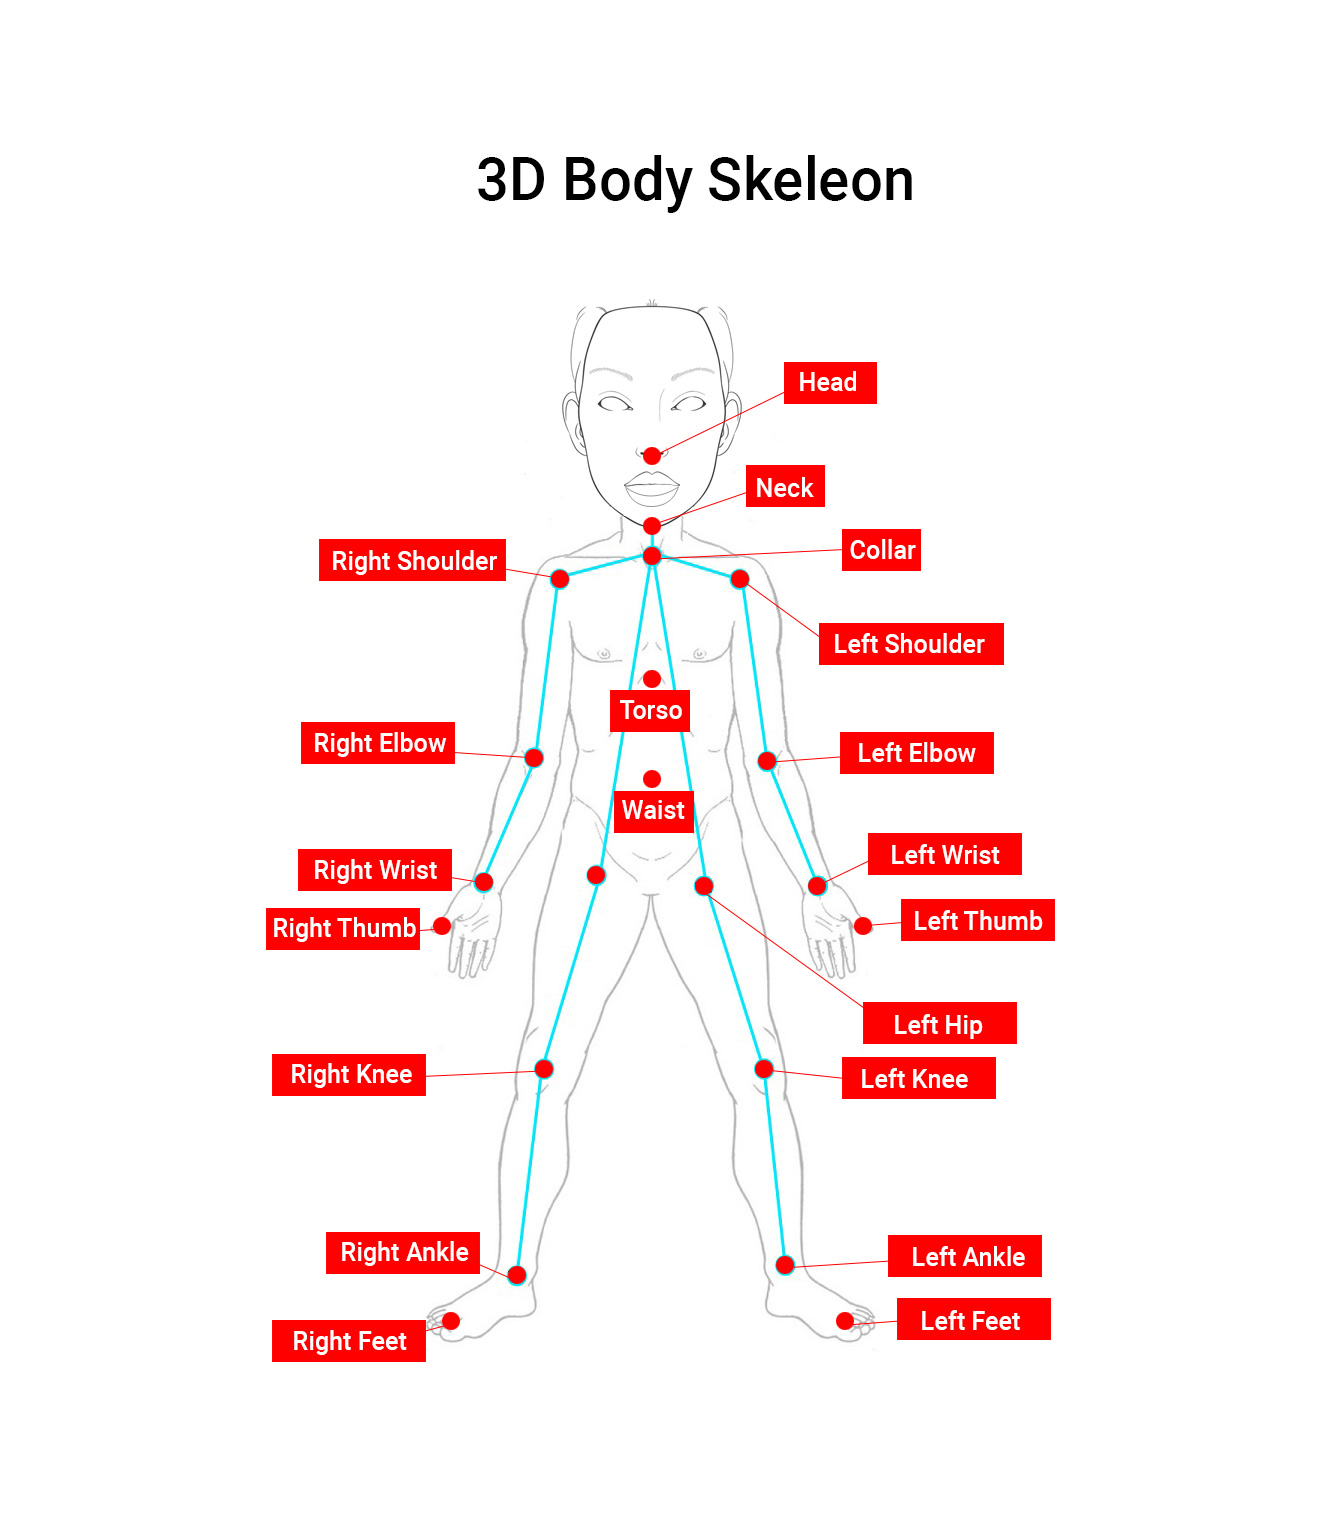 3D Body Skeleon
Head
Neck
Collar
Right Shoulder
Left Shoulder
Torso
Right Elbow
Left Elbow
Waist
Left Wrist
Right Wrist
Left Thumb
Right Thumb
Left Hip
Right Knee
Left Knee
Right Ankle
Left Ankle
Left Feet
Right Feet